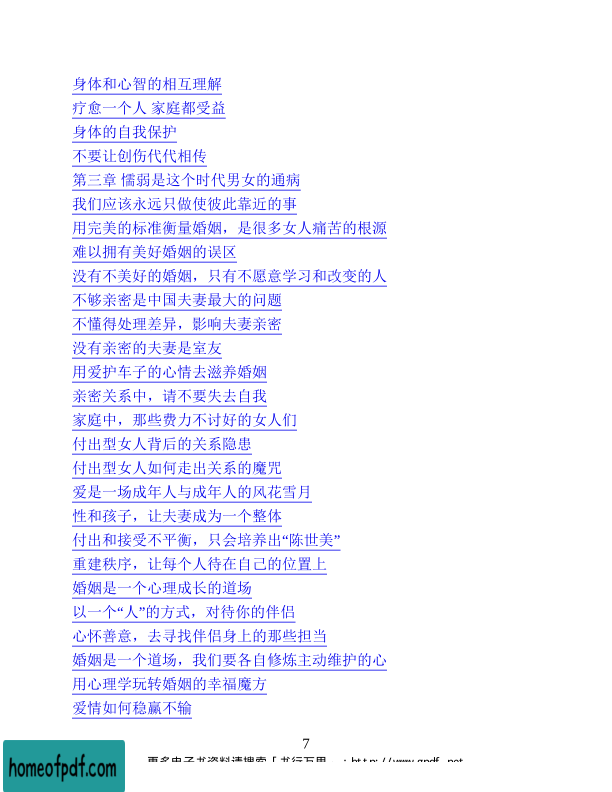 身体和心智的相互理解
疗愈一个人 家庭都受益
身体的自我保护
不要让创伤代代相传
第三章 懦弱是这个时代男女的通病
我们应该永远只做使彼此靠近的事
用完美的标准衡量婚姻，是很多女人痛苦的根源
难以拥有美好婚姻的误区
没有不美好的婚姻，只有不愿意学习和改变的人
不够亲密是中国夫妻最大的问题
不懂得处理差异，影响夫妻亲密
没有亲密的夫妻是室友
用爱护车子的心情去滋养婚姻
亲密关系中，请不要失去自我
家庭中，那些费力不讨好的女人们
付出型女人背后的关系隐患
付出型女人如何走出关系的魔咒
爱是一场成年人与成年人的风花雪月
性和孩子，让夫妻成为一个整体
付出和接受不平衡，只会培养出“陈世美”
重建秩序，让每个人待在自己的位置上
婚姻是一个心理成长的道场
以一个“人”的方式，对待你的伴侣
心怀善意，去寻找伴侣身上的那些担当
婚姻是一个道场，我们要各自修炼主动维护的心
用心理学玩转婚姻的幸福魔方
爱情如何稳赢不输
7
更多电子书资料请搜索「书行万里
homeofpdf.com